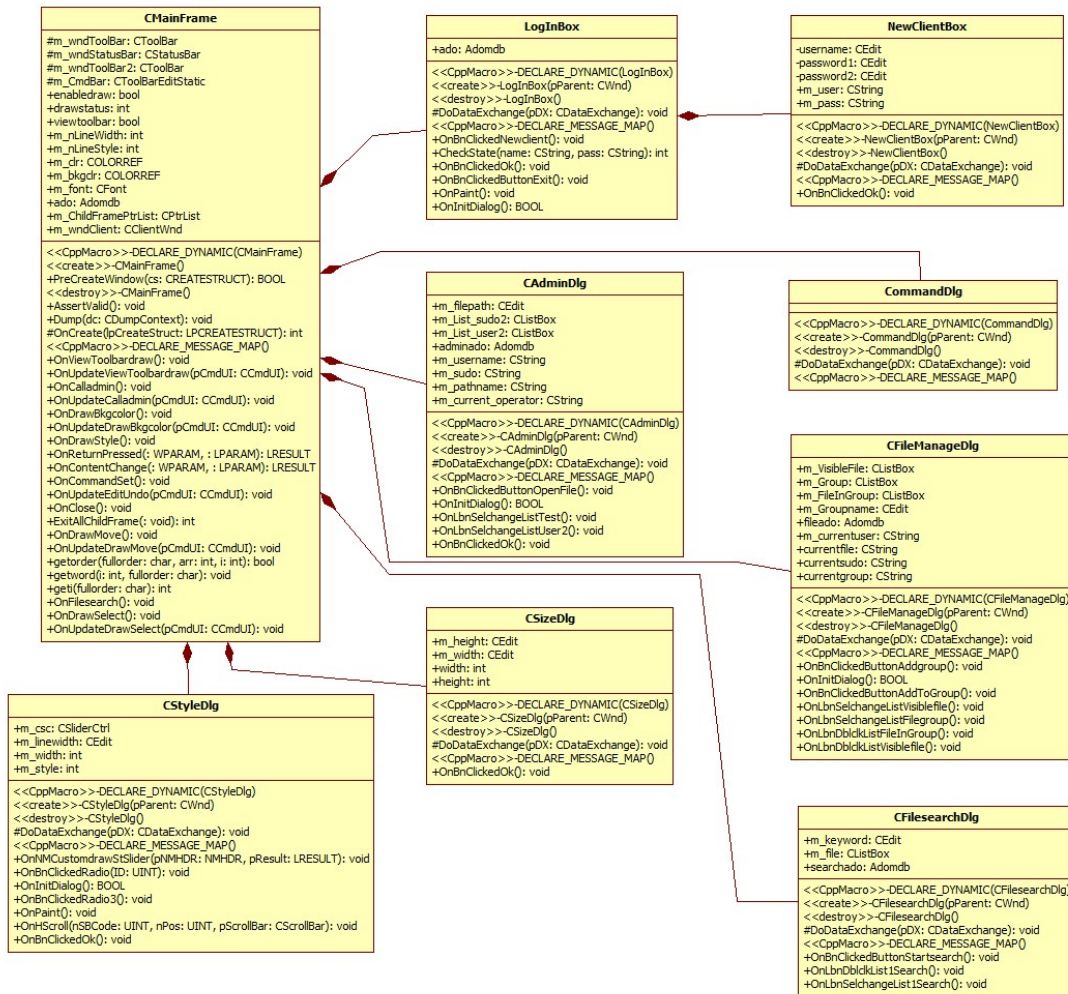 CMainFrame
#m_wndToolBar: CToolBar
#m_wndStatusBar: CStatusBar
#m_wndToolBar2: CToolBar
#m_CmdBar: CToolBarEditStatic
+enabledraw: bool
+drawstatus: int
+viewtoolbar: bool
+m_nLineWidth: int
+m_nLineStyle: int
+m_clr: COLORREF
+m_bkgclr: COLORREF
+m_font: CFont
+ado: Adomdb
+m_ChildFramePtrList: CPtrList
+m_wndClient: CClientWnd
<<CppMacro>>-DECLARE_DYNAMIC(CMainFrame)
<<create>>-CMainFrame()
+PreCreateWindow(cs: CREATESTRUCT): BOOL
<<destroy>>-CMainFrame()
+AssertValid(): void
+Dump(dc: CDumpContext): void
#OnCreate(lpCreateStruct: LPCREATESTRUCT): int
<<CppMacro>>-DECLARE_MESSAGE_MAP()
+OnViewToolbardraw(): void
+OnUpdateViewToolbardraw(pCmdUI: CCmdUI): void
+OnCalladmin(): void
+OnUpdateCalladmin(pCmdUI: CCmdUI): void
+OnDrawBkgcolor(): void
+OnUpdateDrawBkgcolor(pCmdUI: CCmdUI): void
+OnDrawStyle(): void
+OnReturnPressed(: WPARAM, : LPARAM): LRESULT
+OnContentChange(: WPARAM, : LPARAM): LRESULT
+OnCommandSet(): void
+OnUpdateEditUndo(pCmdUI: CCmdUI): void
+OnClose(): void
+ExitAllChildFrame(: void): int
+OnDrawMove(): void
+OnUpdateDrawMove(pCmdUI: CCmdUI): void
+getorder(fullorder: char, arr: int, i: int): bool
+getword(i: int, fullorder: char): void
+geti(fullorder: char): int
+OnFilesearch(): void
+OnDrawSelect(): void
+OnUpdateDrawSelect(pCmdUI: CCmdUI): void
LogInBox
+ado: Adomdb
<<CppMacro>>-DECLARE_DYNAMIC(LogInBox)
<<create>>-LogInBox(pParent: CWnd)
<<destroy>>-LogInBox()
#DoDataExchange(pDX: CDataExchange): void
<<CppMacro>>-DECLARE_MESSAGE_MAP()
+OnBnClickedNewclient(): void
+CheckState(name: CString, pass: CString): int
+OnBnClickedOk(): void
+OnBnClickedButtonExit(): void
+OnPaint(): void
+OnInitDialog(): BOOL
NewClientBox
-username: CEdit
-password1: CEdit
-password2: CEdit
+m_user: CString
+m_pass: CString
<<CppMacro>>-DECLARE_DYNAMIC(NewClientBox)
<<create>>-NewClientBox(pParent: CWnd)
<<destroy>>-NewClientBox()
#DoDataExchange(pDX: CDataExchange): void
<<CppMacro>>-DECLARE_MESSAGE_MAP()
+OnBnClickedOk(): void
CAdminDlg
+m_filepath: CEdit
+m_List_sudo2: CListBox
+m_List_user2: CListBox
+adminado: Adomdb
+m_username: CString
+m_sudo: CString
+m_pathname: CString
+m_current_operator: CString
<<CppMacro>>-DECLARE_DYNAMIC(CAdminDlg)
<<create>>-CAdminDlg(pParent: CWnd)
<<destroy>>-CAdminDlg()
#DoDataExchange(pDX: CDataExchange): void
<<CppMacro>>-DECLARE_MESSAGE_MAP()
+OnBnClickedButtonOpenFile(): void
+OnInitDialog(): BOOL
+OnLbnSelchangeListTest(): void
+OnLbnSelchangeListUser2(): void
+OnBnClickedOk(): void
CommandDlg
<<CppMacro>>-DECLARE_DYNAMIC(CommandDlg)
<<create>>-CommandDlg(pParent: CWnd)
<<destroy>>-CommandDlg()
#DoDataExchange(pDX: CDataExchange): void
<<CppMacro>>-DECLARE_MESSAGE_MAP()
CFileManageDlg
+m_VisibleFile: CListBox
+m_Group: CListBox
+m_FileInGroup: CListBox
+m_Groupname: CEdit
+fileado: Adomdb
+m_currentuser: CString
+currentfile: CString
+currentsudo: CString
+currentgroup: CString
<<CppMacro>>-DECLARE_DYNAMIC(CFileManageDlg)
<<create>>-CFileManageDlg(pParent: CWnd)
<<destroy>>-CFileManageDlg()
#DoDataExchange(pDX: CDataExchange): void
<<CppMacro>>-DECLARE_MESSAGE_MAP()
+OnBnClickedButtonAddgroup(): void
+OnInitDialog(): BOOL
+OnBnClickedButtonAddToGroup(): void
+OnLbnSelchangeListVisiblefile(): void
+OnLbnSelchangeListFilegroup(): void
+OnLbnDblclkListFileInGroup(): void
+OnLbnDblclkListVisiblefile(): void
CSizeDlg
+m_height: CEdit
+m_width: CEdit
+width: int
+height: int
<<CppMacro>>-DECLARE_DYNAMIC(CSizeDlg)
<<create>>-CSizeDlg(pParent: CWnd)
<<destroy>>-CSizeDlg()
#DoDataExchange(pDX: CDataExchange): void
<<CppMacro>>-DECLARE_MESSAGE_MAP()
+OnBnClickedOk(): void
CStyleDlg
+m_csc: CSliderCtrl
+m_linewidth: CEdit
+m_width: int
+m_style: int
<<CppMacro>>-DECLARE_DYNAMIC(CStyleDlg)
<<create>>-CStyleDlg(pParent: CWnd)
<<destroy>>-CStyleDlg()
#DoDataExchange(pDX: CDataExchange): void
<<CppMacro>>-DECLARE_MESSAGE_MAP()
+OnNMCustomdrawStSlider(pNMHDR: NMHDR, pResult: LRESULT): void
+OnBnClickedRadio(ID: UINT): void
+OnInitDialog(): BOOL
+OnBnClickedRadio3(): void
+OnPaint(): void
+OnHScroll(nSBCode: UINT, nPos: UINT, pScrollBar: CScrollBar): void
+OnBnClickedOk(): void
CFilesearchDlg
+m_keyword: CEdit
+m_file: CListBox
+searchado: Adomdb
<<CppMacro>>-DECLARE_DYNAMIC(CFilesearchDlg)
<<create>>-CFilesearchDlg(pParent: CWnd)
<<destroy>>-CFilesearchDlg()
#DoDataExchange(pDX: CDataExchange): void
<<CppMacro>>-DECLARE_MESSAGE_MAP()
+OnBnClickedButtonStartsearch(): void
+OnLbnDblclkList1Search(): void
+OnLbnSelchangeList1Search(): void